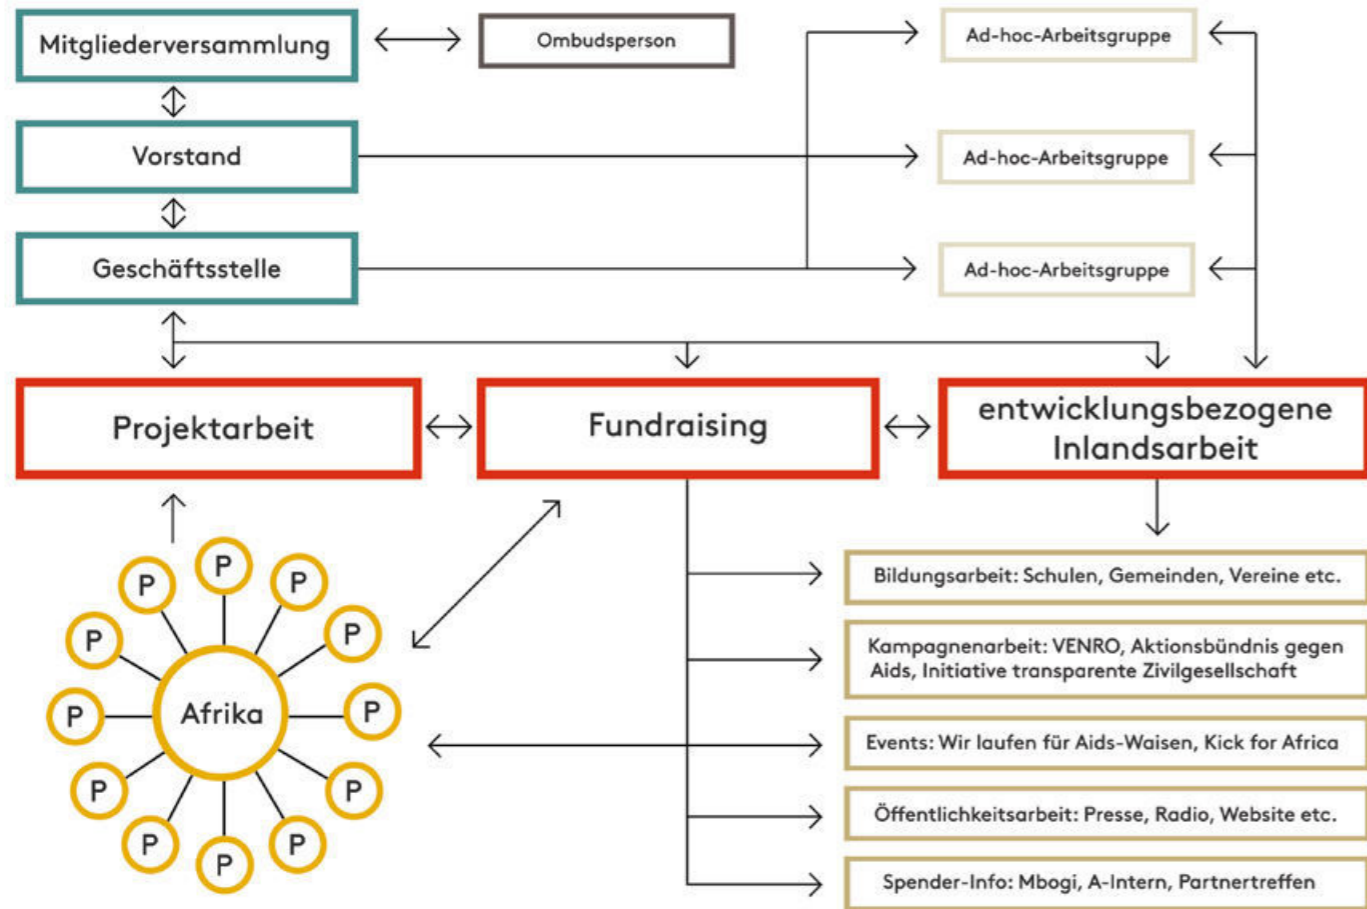 Mitgliederversammlung
Ombudsperson
Ad-hoc-Arbeitsgruppe
Vorstand
Ad-hoc-Arbeitsgruppe
Geschäftsstelle
Ad-hoc-Arbeitsgruppe
Projektarbeit
Fundraising
entwicklungsbezogene
Inlandsarbeit
P
P
P
P
P
P
P
P
P
P
P
P
Afrika
Bildungsarbeit: Schulen, Gemeinden, Vereine etc.
Kampagnenarbeit: VENRO, Aktionsbündnis gegen
Aids, Initiative transparente Zivilgesellschaft
Events: Wir laufen für Aids-Waisen, Kick for Africa
Öffentlichkeitsarbeit: Presse, Radio, Website etc.
Spender-Info: Mbogi, A-Intern, Partnertreffen